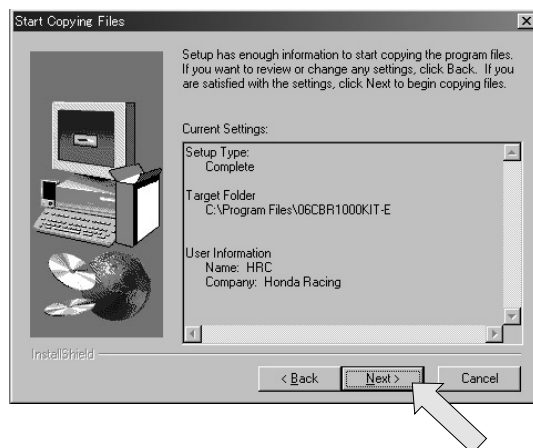 Start Copying Files
Setup has enough information to start copying the program files.
If you want to review or change any settings, click Back. If you
are satisfied with the settings, click Next to begin copying files.
Current Settings:
Setup Type:
Complete
Target Folder
C:\Program Files\06CBR1000KIT-E
User Information
Name: HRC
Company: Honda Racing
InstallShield
< Back
Next >
Cancel